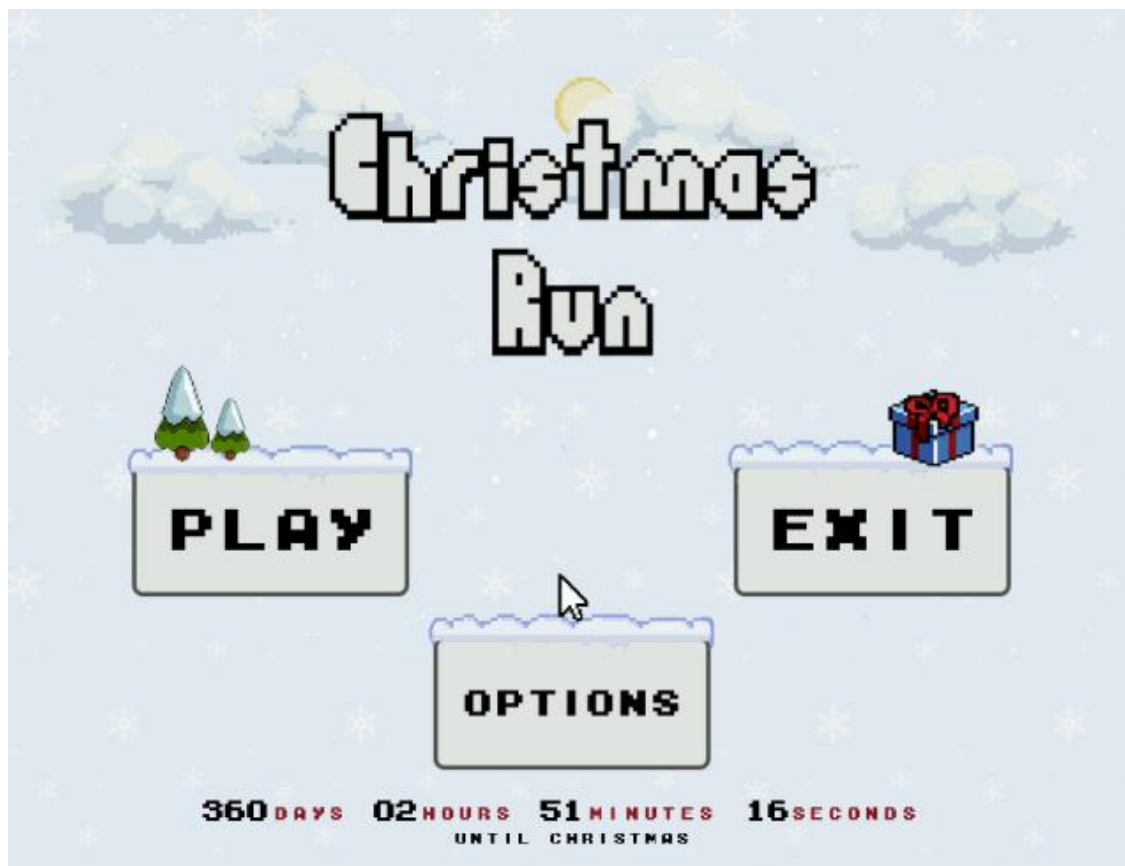 Christmas
Run
PLAY
EXIT
OPTIONS
360 DAYS 02 HOURS 51 MINUTES 16 SECONDS
UNTIL CHRISTMAS